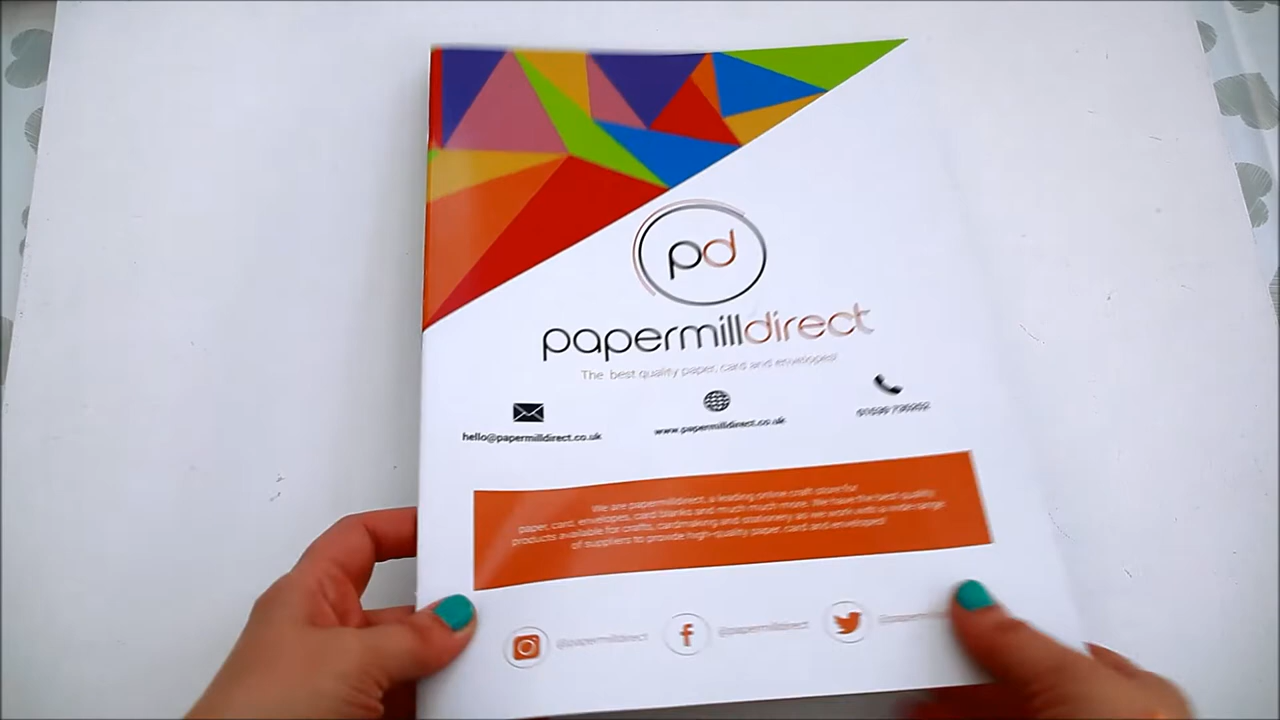 pd
papermilldirect
The best quality paper, card and envelopes!
hello@papermilldirect.co.uk
www.papermilldirect.co.uk
We are papermilldirect, a leading online craft store for
paper, card, envelopes, card blanks and much much more. We have the best quality
products available for crafts, cardmaking and stationery as we work with a wide range
of suppliers to provide high-quality paper, card and envelopes!
@papermilldirect
@papermilldirect